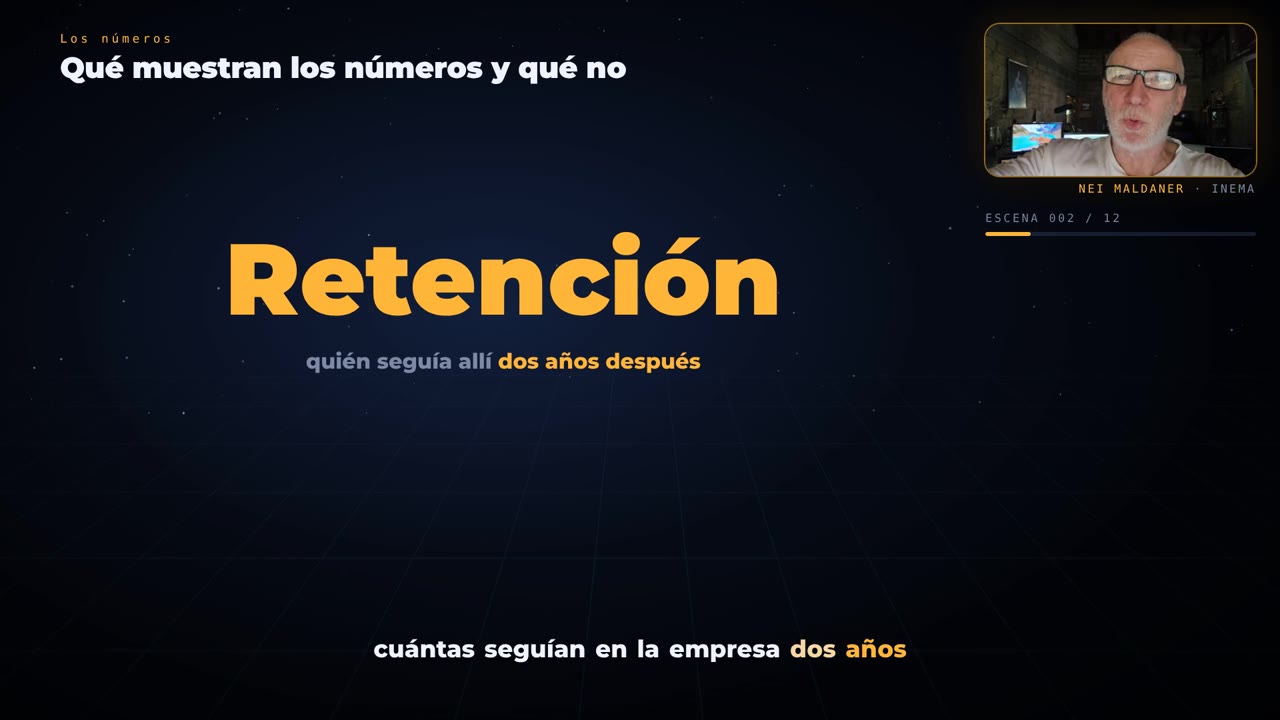 Los números
Qué muestran los números y qué no
NEI MALDANER · INEMA
ESCENA 002 / 12
Retención
quién seguía allí dos años después
cuántas seguían en la empresa dos años